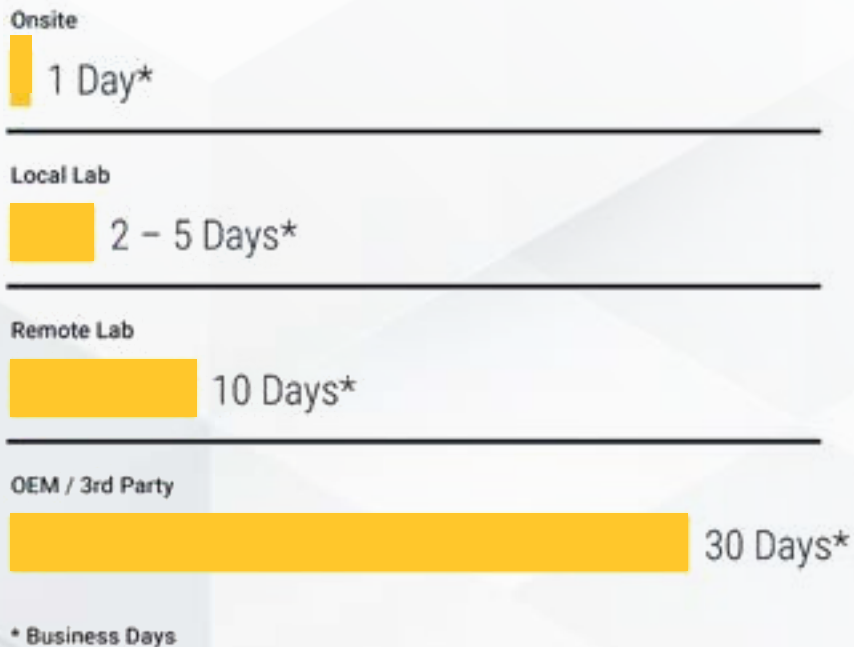 Onsite
1 Day*
Local Lab
2 – 5 Days*
Remote Lab
10 Days*
OEM / 3rd Party
30 Days*
* Business Days